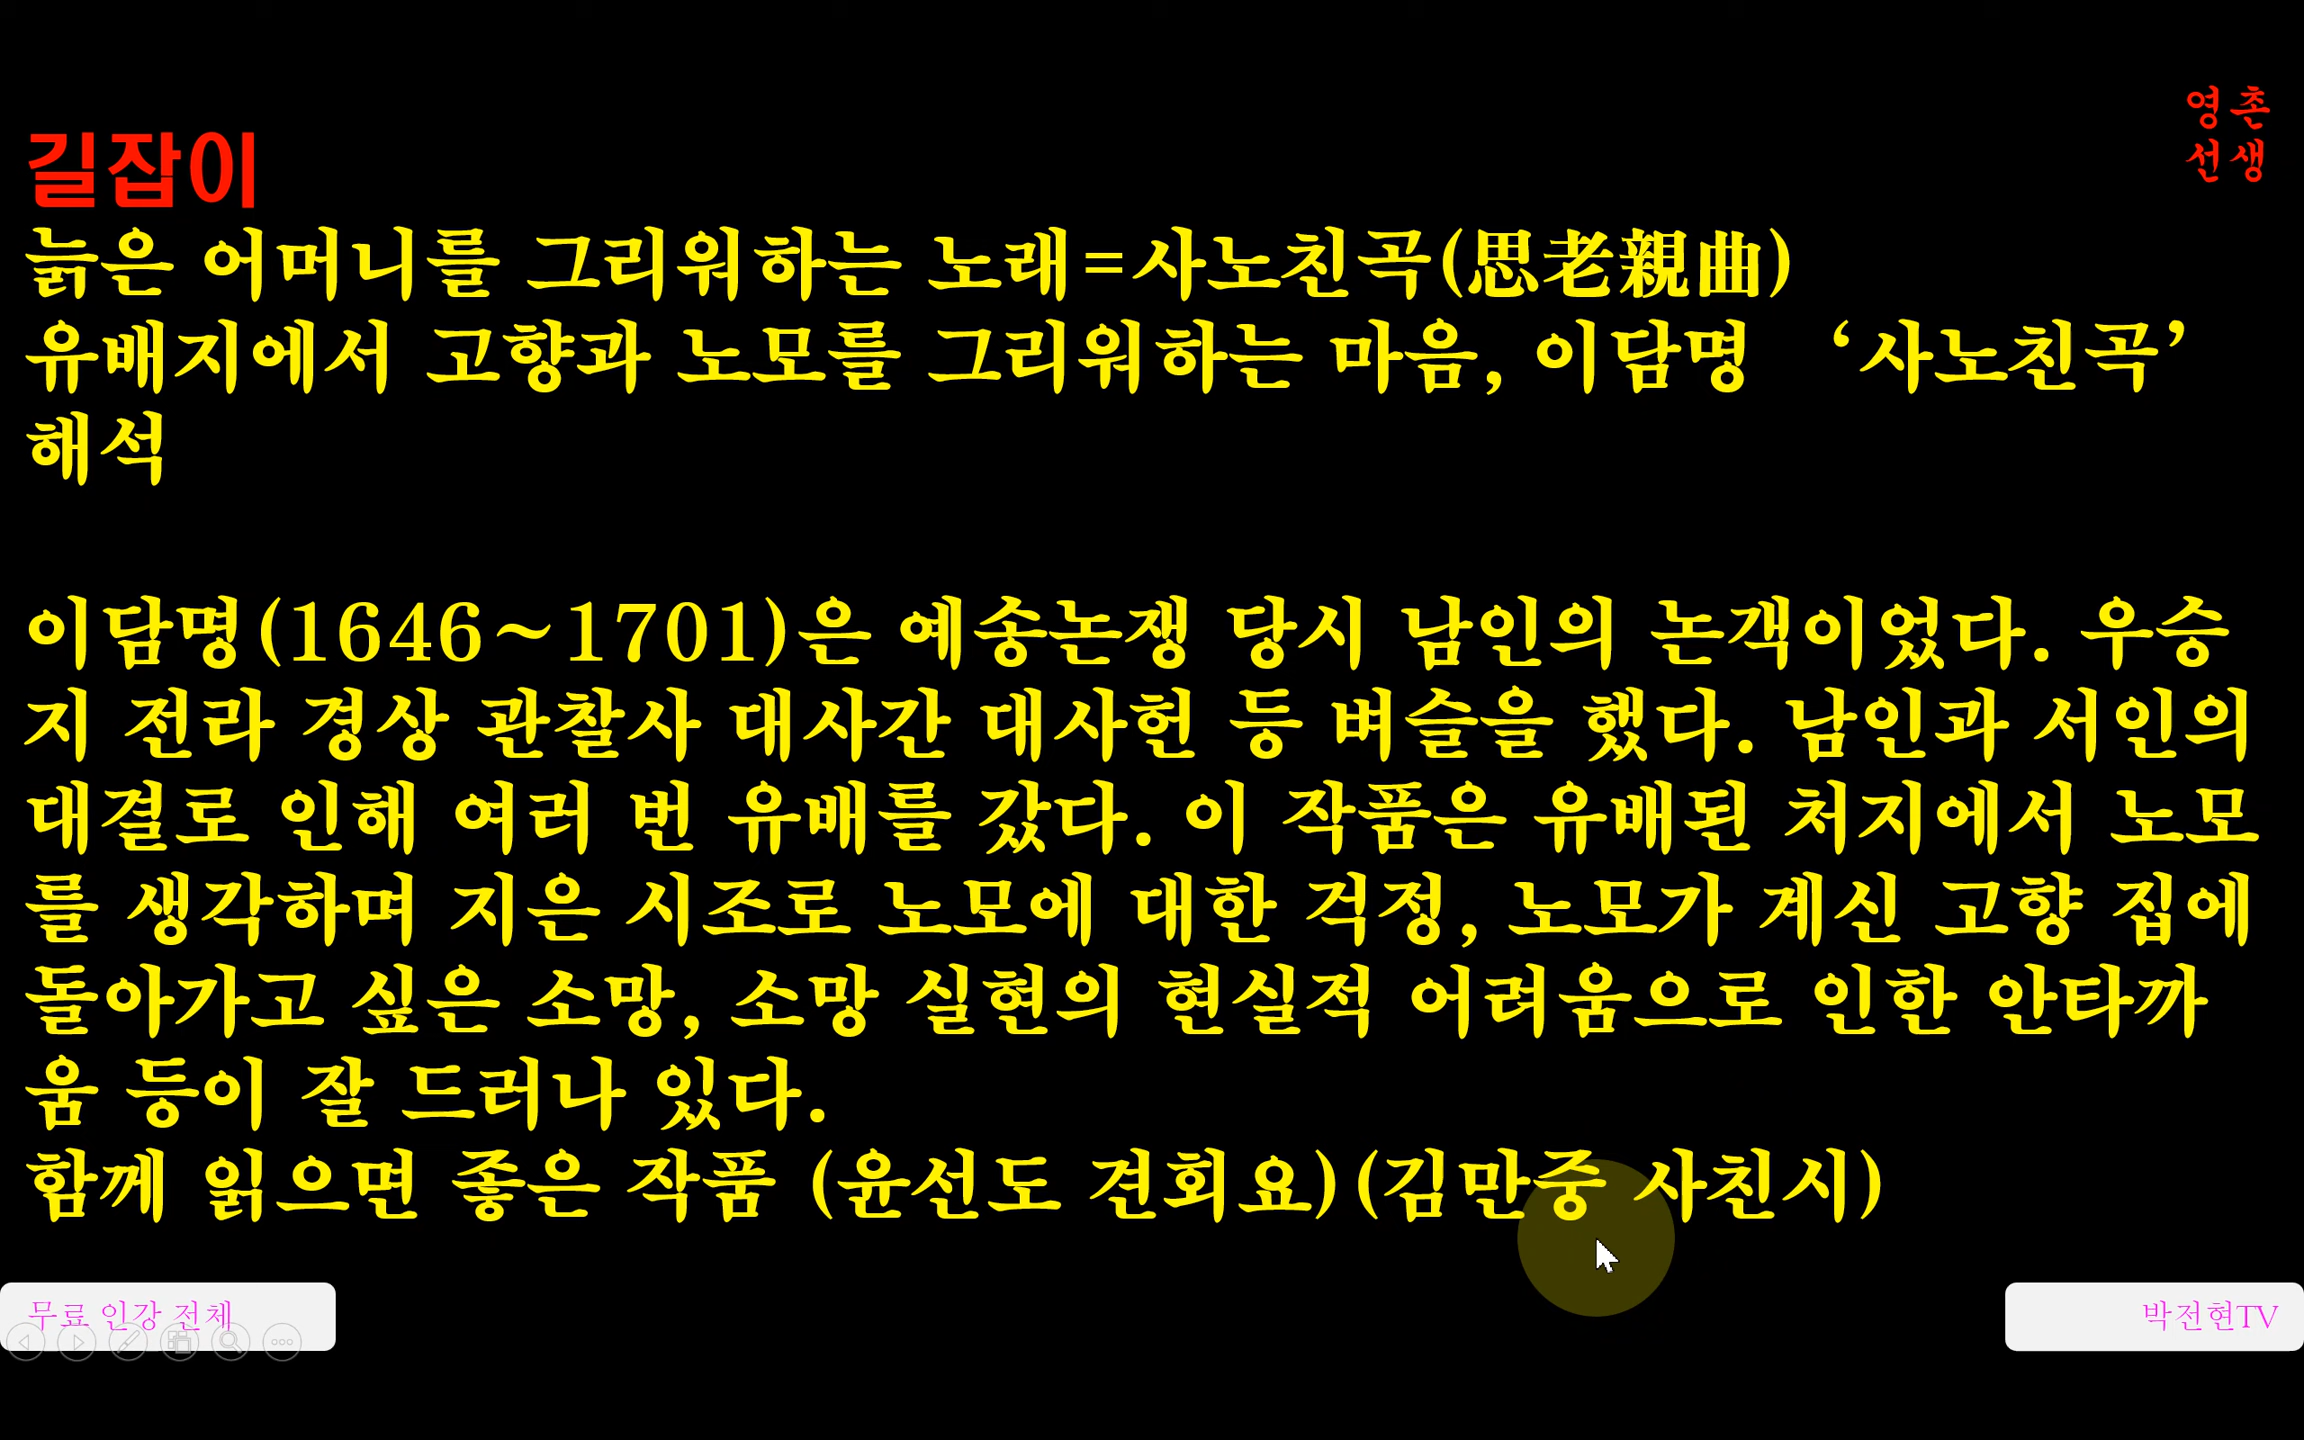 영촌
선생
길잡이
늙은 어머니를 그리워하는 노래=사노친곡(思老親曲)
유배지에서 고향과 노모를 그리워하는 마음, 이담명 ‘사노친곡’
해석
이담명(1646~1701)은 예송논쟁 당시 남인의 논객이었다. 우승
지 전라 경상 관찰사 대사간 대사헌 등 벼슬을 했다. 남인과 서인의
대결로 인해 여러 번 유배를 갔다. 이 작품은 유배된 처지에서 노모
를 생각하며 지은 시조로 노모에 대한 걱정, 노모가 계신 고향 집에
돌아가고 싶은 소망, 소망 실현의 현실적 어려움으로 인한 안타까
움 등이 잘 드러나 있다.
함께 읽으면 좋은 작품 (윤선도 견회요)(김만중 사친시)
무료 인강 전체
박전현TV